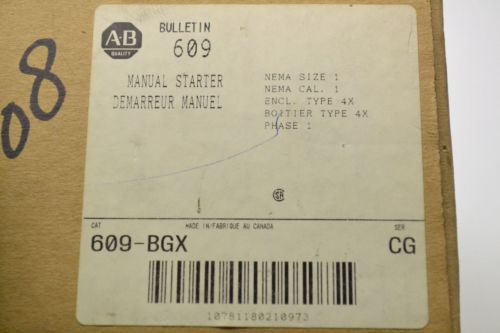 08
A-B
QUALITY
BULLETIN
609
MANUAL STARTER
DEMARREUR MANUEL
NEMA SIZE 1
NEMA CAL. 1
ENCL. TYPE 4X
BOITIER TYPE 4X
PHASE 1
CAT
MADE IN/FABRIQUE AU CANADA
SER
609-BGX
CG
10781180210973